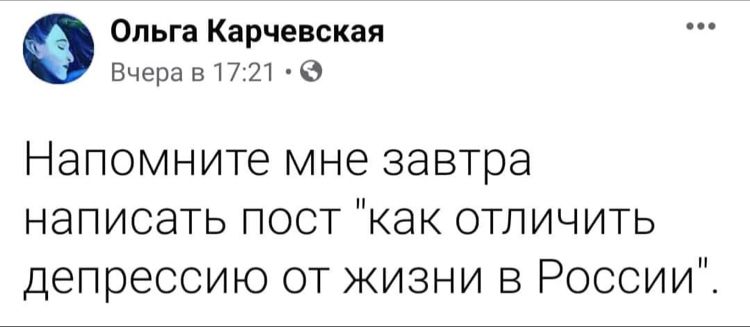 Ольга Карчевская
Вчера в 17:21 •
Напомните мне завтра
написать пост "как отличить
депрессию от жизни в России".